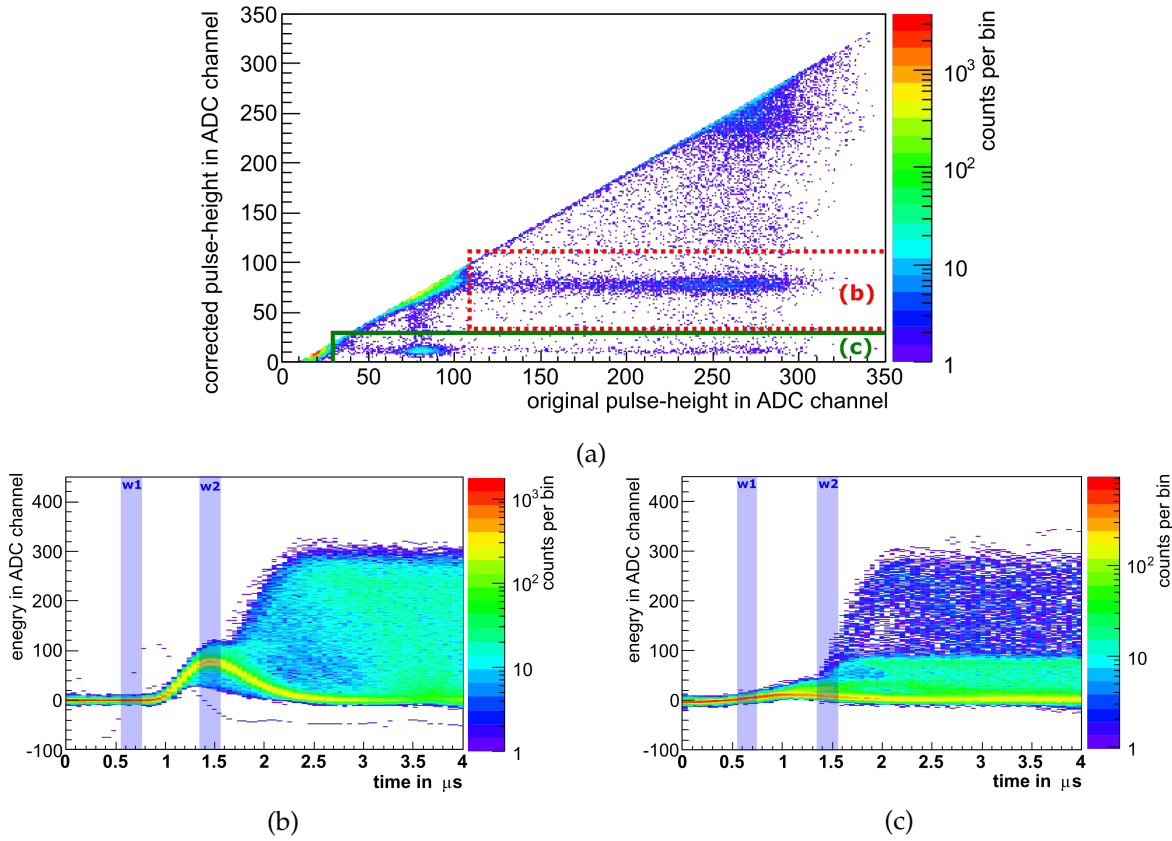 corrected pulse-height in ADC channel
350
300
250
200
150
100
50
0
(b)
(c)
0 50 100 150 200 250 300 350
original pulse-height in ADC channel
10³
10²
10
1
counts per bin
(a)
enegry in ADC channel
400
300
200
100
0
-100
w1 w2
0 0.5 1 1.5 2 2.5 3 3.5 4
time in μs
10³
10²
10
1
counts per bin
(b)
enegry in ADC channel
400
300
200
100
0
-100
w1 w2
0 0.5 1 1.5 2 2.5 3 3.5 4
time in μs
10²
10
1
counts per bin
(c)